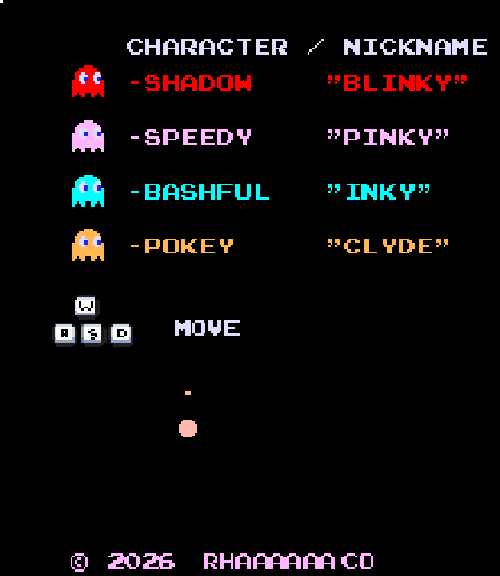 CHARACTER / NICKNAME
-SHADOW "BLINKY"
-SPEEDY "PINKY"
-BASHFUL "INKY"
-POKEY "CLYDE"
W
A S D MOVE
© 2026 RHAAAAAA CO